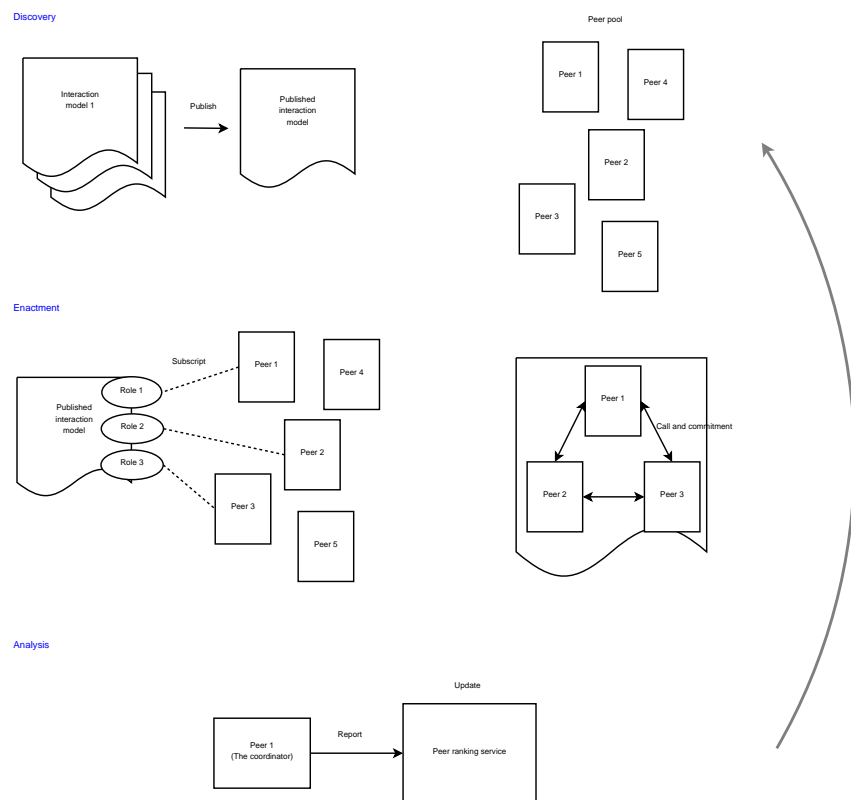 Discovery
Peer pool
Interaction
model 1
Publish
Published
interaction
model
Peer 1
Peer 4
Peer 2
Peer 3
Peer 5
Enactment
Subscript
Published
interaction
model
Role 1
Role 2
Role 3
Peer 1
Peer 4
Peer 2
Peer 3
Peer 5
Peer 1
Call and commitment
Peer 2
Peer 3
Analysis
Update
Peer 1
(The coordinator)
Report
Peer ranking service